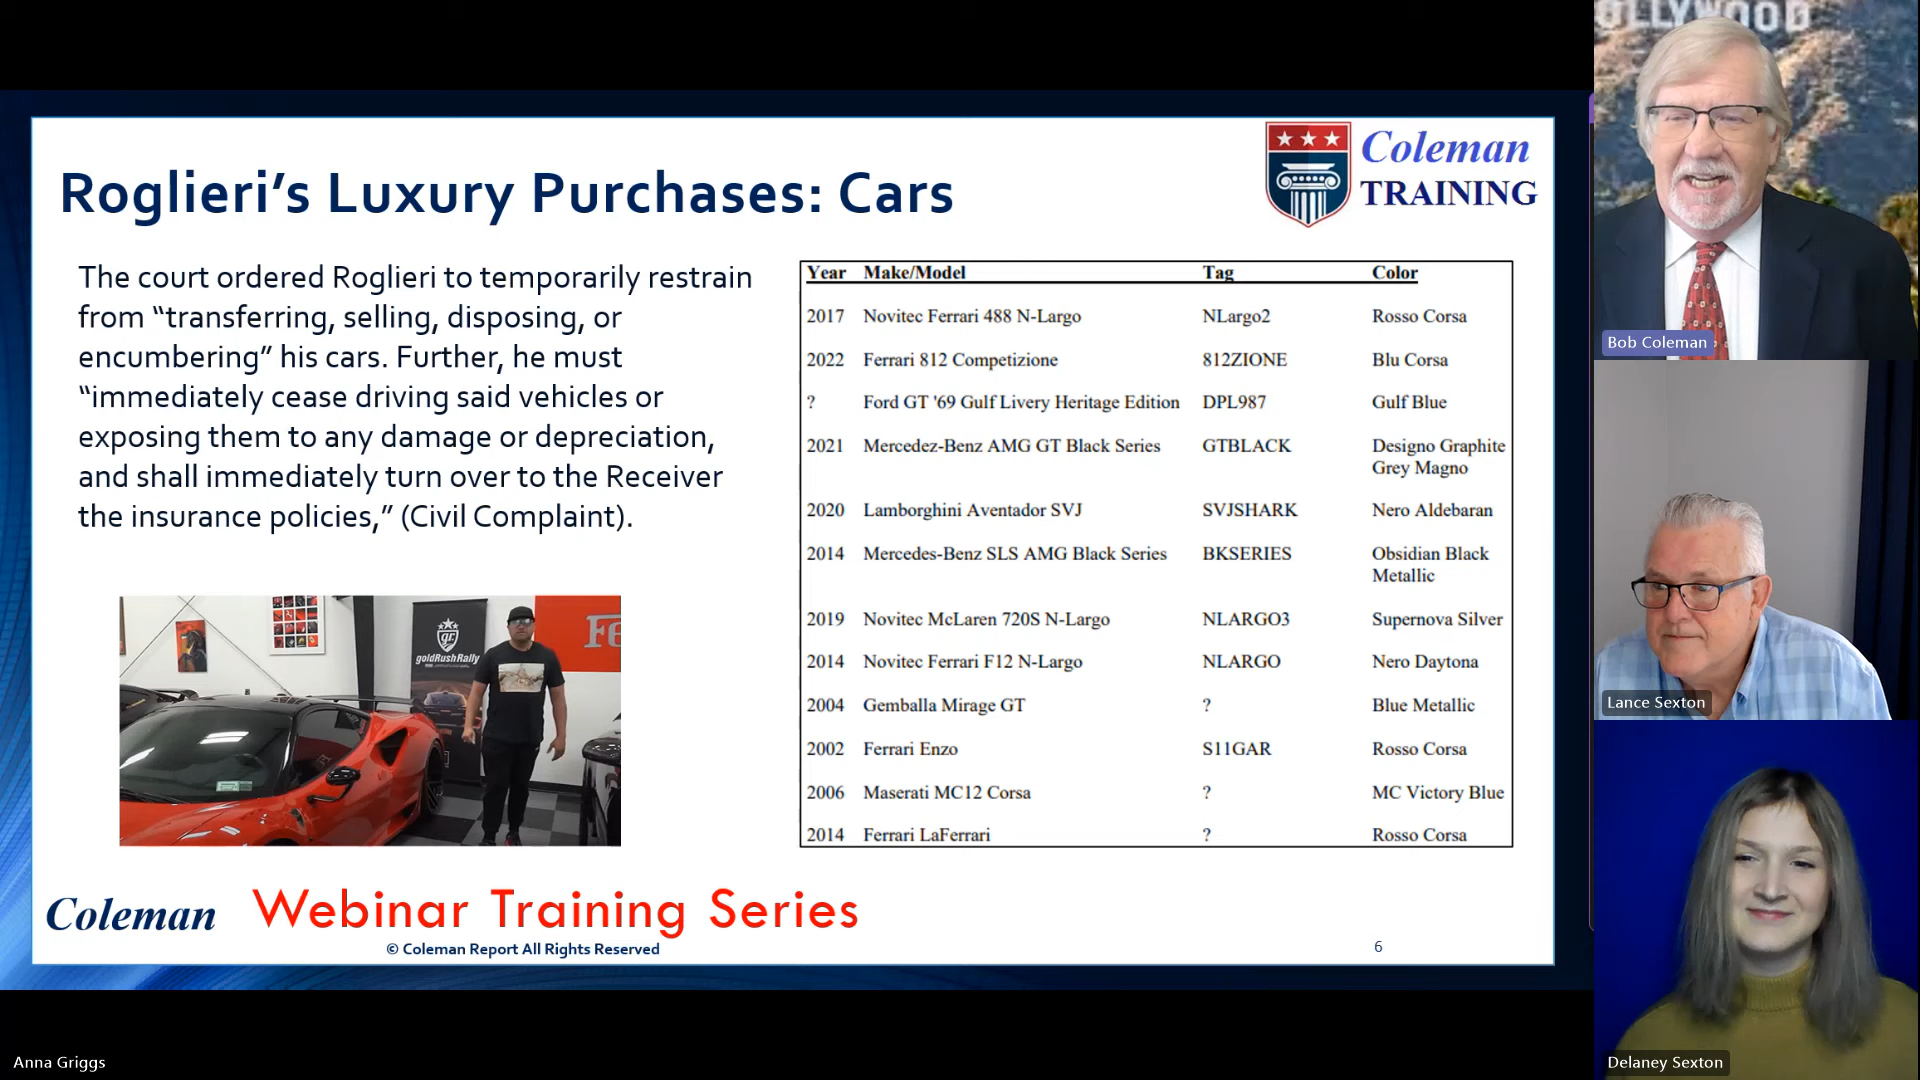 OLLYWOOD
Coleman
TRAINING
Roglieri's Luxury Purchases: Cars
The court ordered Roglieri to temporarily restrain
from “transferring, selling, disposing, or
encumbering” his cars. Further, he must
“immediately cease driving said vehicles or
exposing them to any damage or depreciation,
and shall immediately turn over to the Receiver
the insurance policies,” (Civil Complaint).
Year Make/Model Tag Color
2017 Novitec Ferrari 488 N-Largo NLargo2 Rosso Corsa
2022 Ferrari 812 Competizione 812ZIONE Blu Corsa
? Ford GT '69 Gulf Livery Heritage Edition DPL987 Gulf Blue
2021 Mercedez-Benz AMG GT Black Series GTBLACK Designo Graphite
Grey Magno
2020 Lamborghini Aventador SVJ SVJSHARK Nero Aldebaran
2014 Mercedes-Benz SLS AMG Black Series BKSERIES Obsidian Black
Metallic
2019 Novitec McLaren 720S N-Largo NLARGO3 Supernova Silver
2014 Novitec Ferrari F12 N-Largo NLARGO Nero Daytona
2004 Gemballa Mirage GT ? Blue Metallic
2002 Ferrari Enzo S11GAR Rosso Corsa
2006 Maserati MC12 Corsa ? MC Victory Blue
2014 Ferrari LaFerrari ? Rosso Corsa
gr.
goldRushRally
Fe
Coleman Webinar Training Series
© Coleman Report All Rights Reserved
6
Bob Coleman
Lance Sexton
Delaney Sexton
Anna Griggs